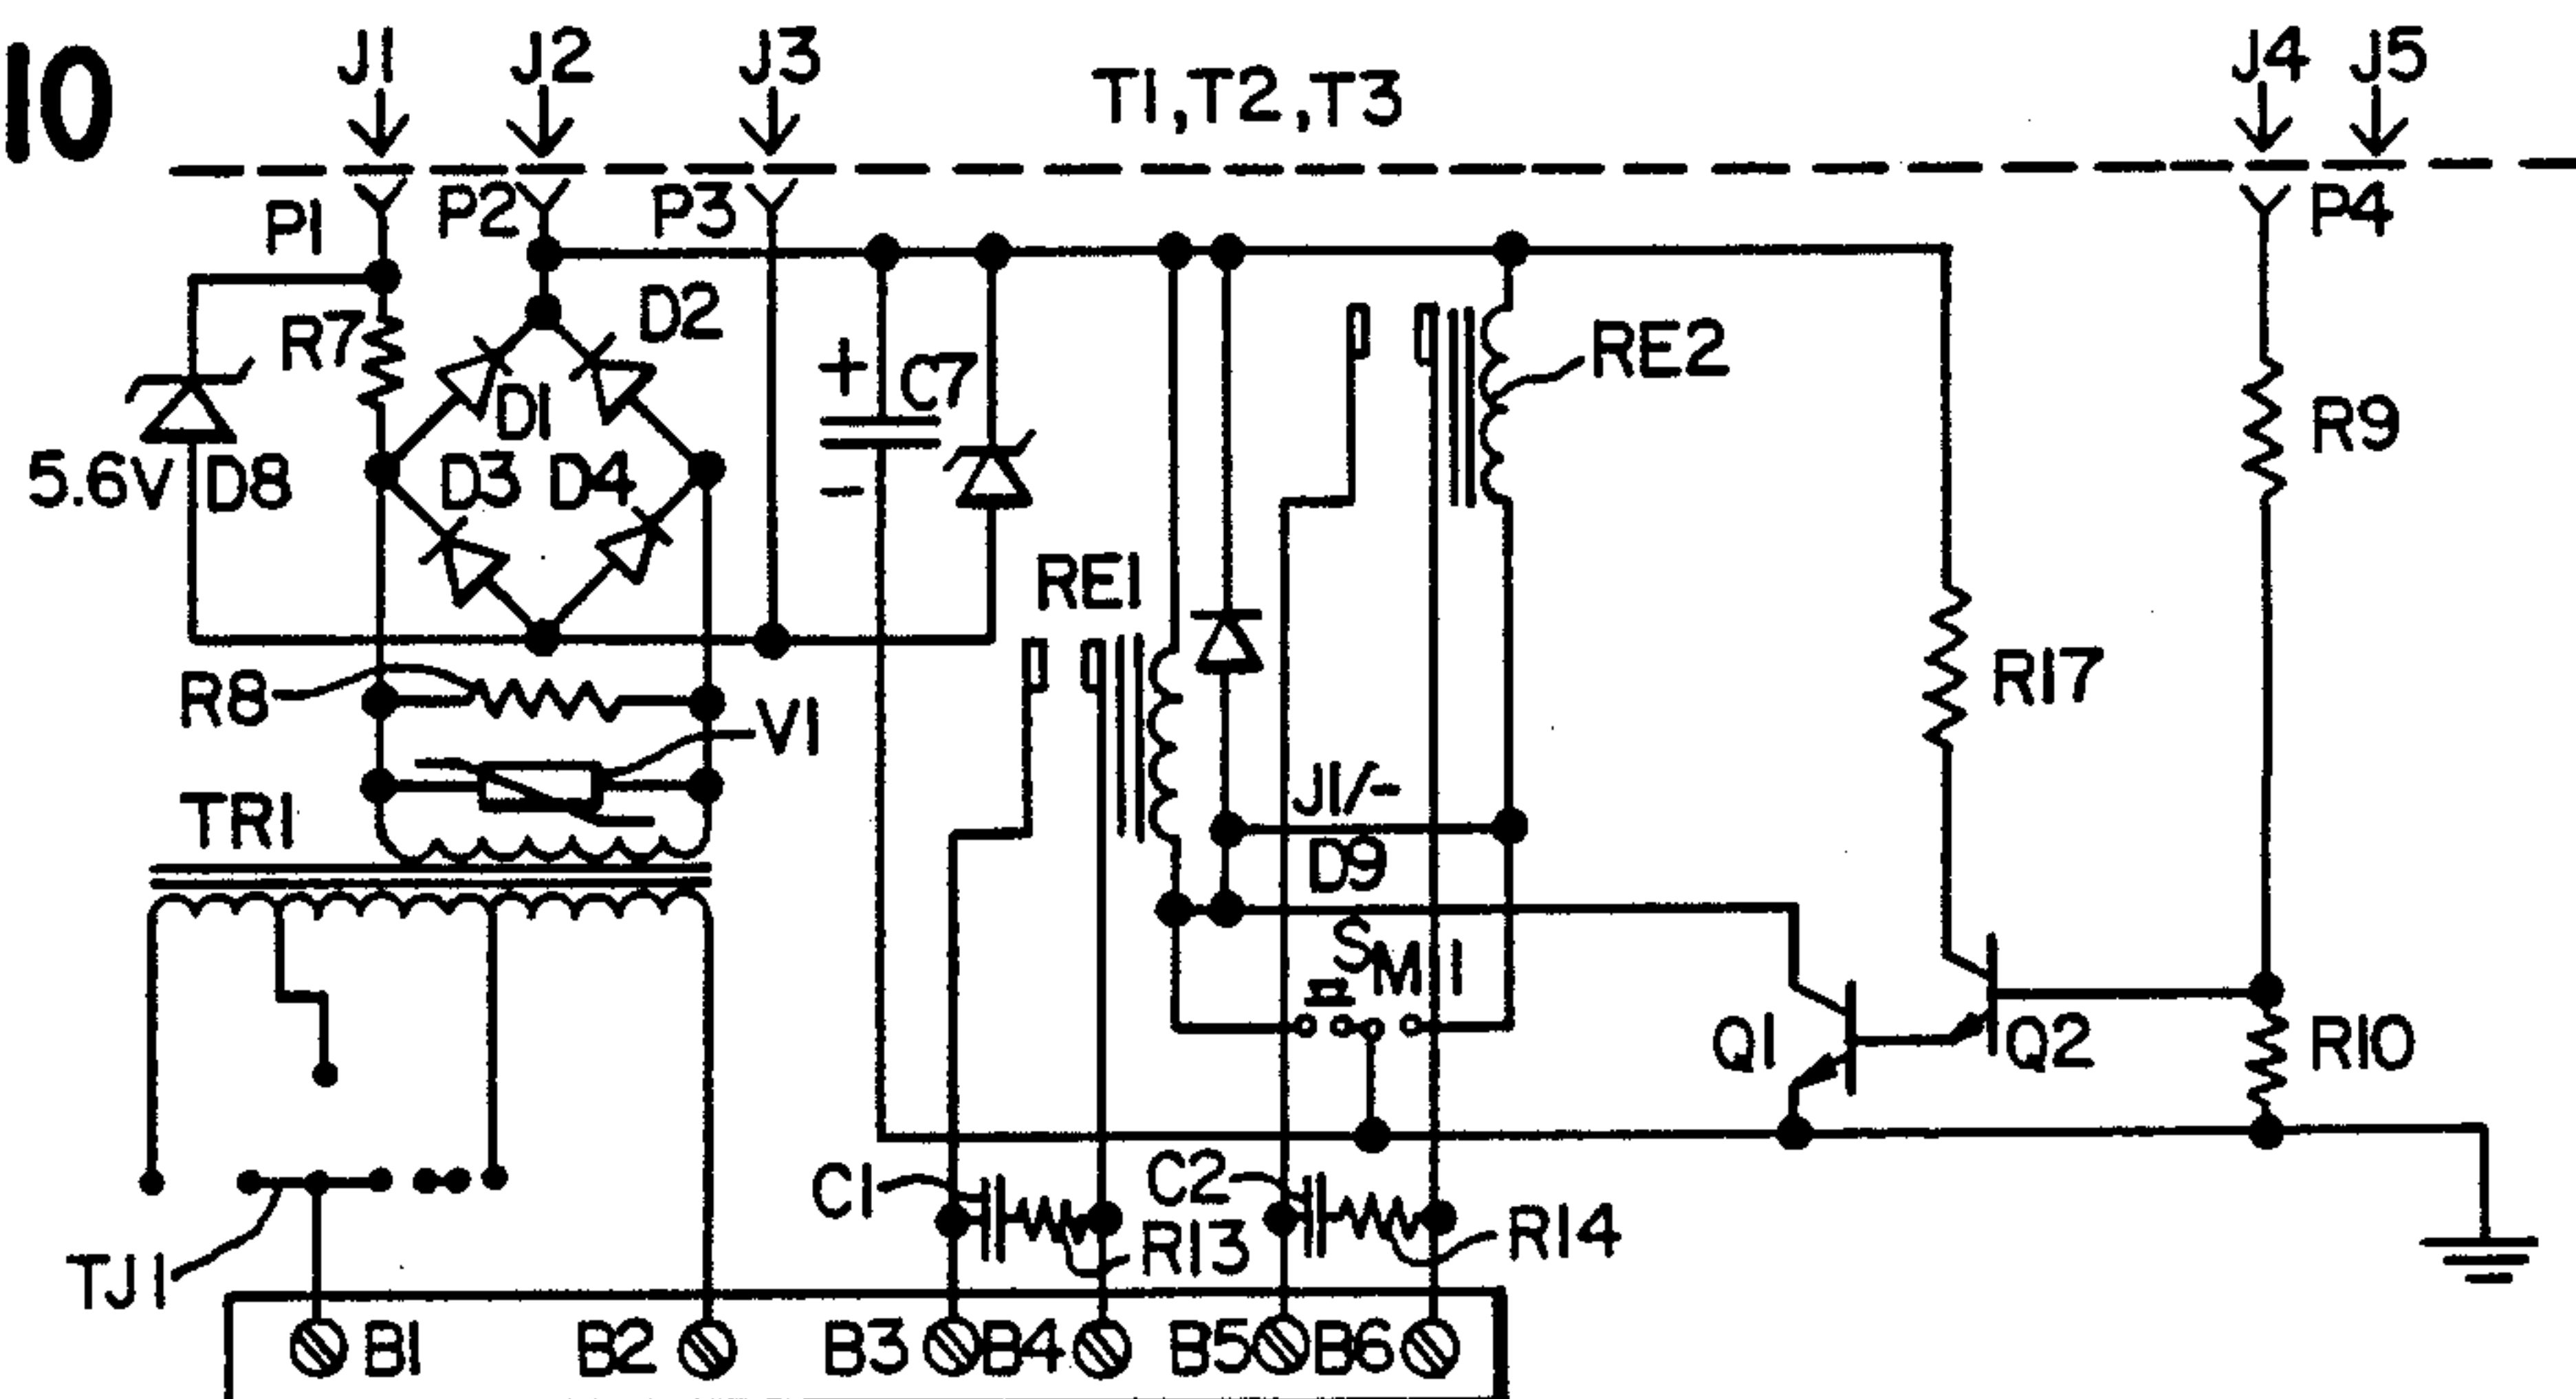 10
J1 J2 J3 T1,T2,T3 J4 J5
P1 P2 P3 P4
R7 D2
RE2
+ C7
D1
R9
5.6V D8 D3 D4
-
RE1
R17
R8
V1
J1/-
TR1
D9
SM11
Q1 Q2 R10
C1 C2
R13 R14
TJ1
B1 B2 B3 B4 B5 B6